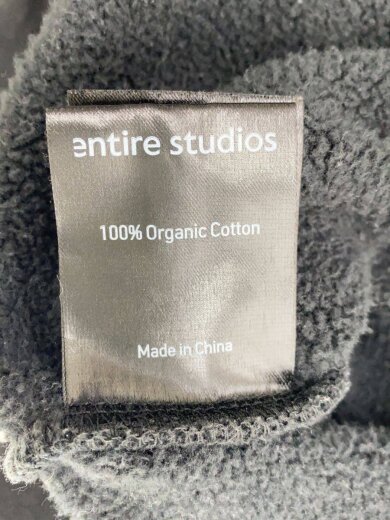 entire studios
100% Organic Cotton
Made in China